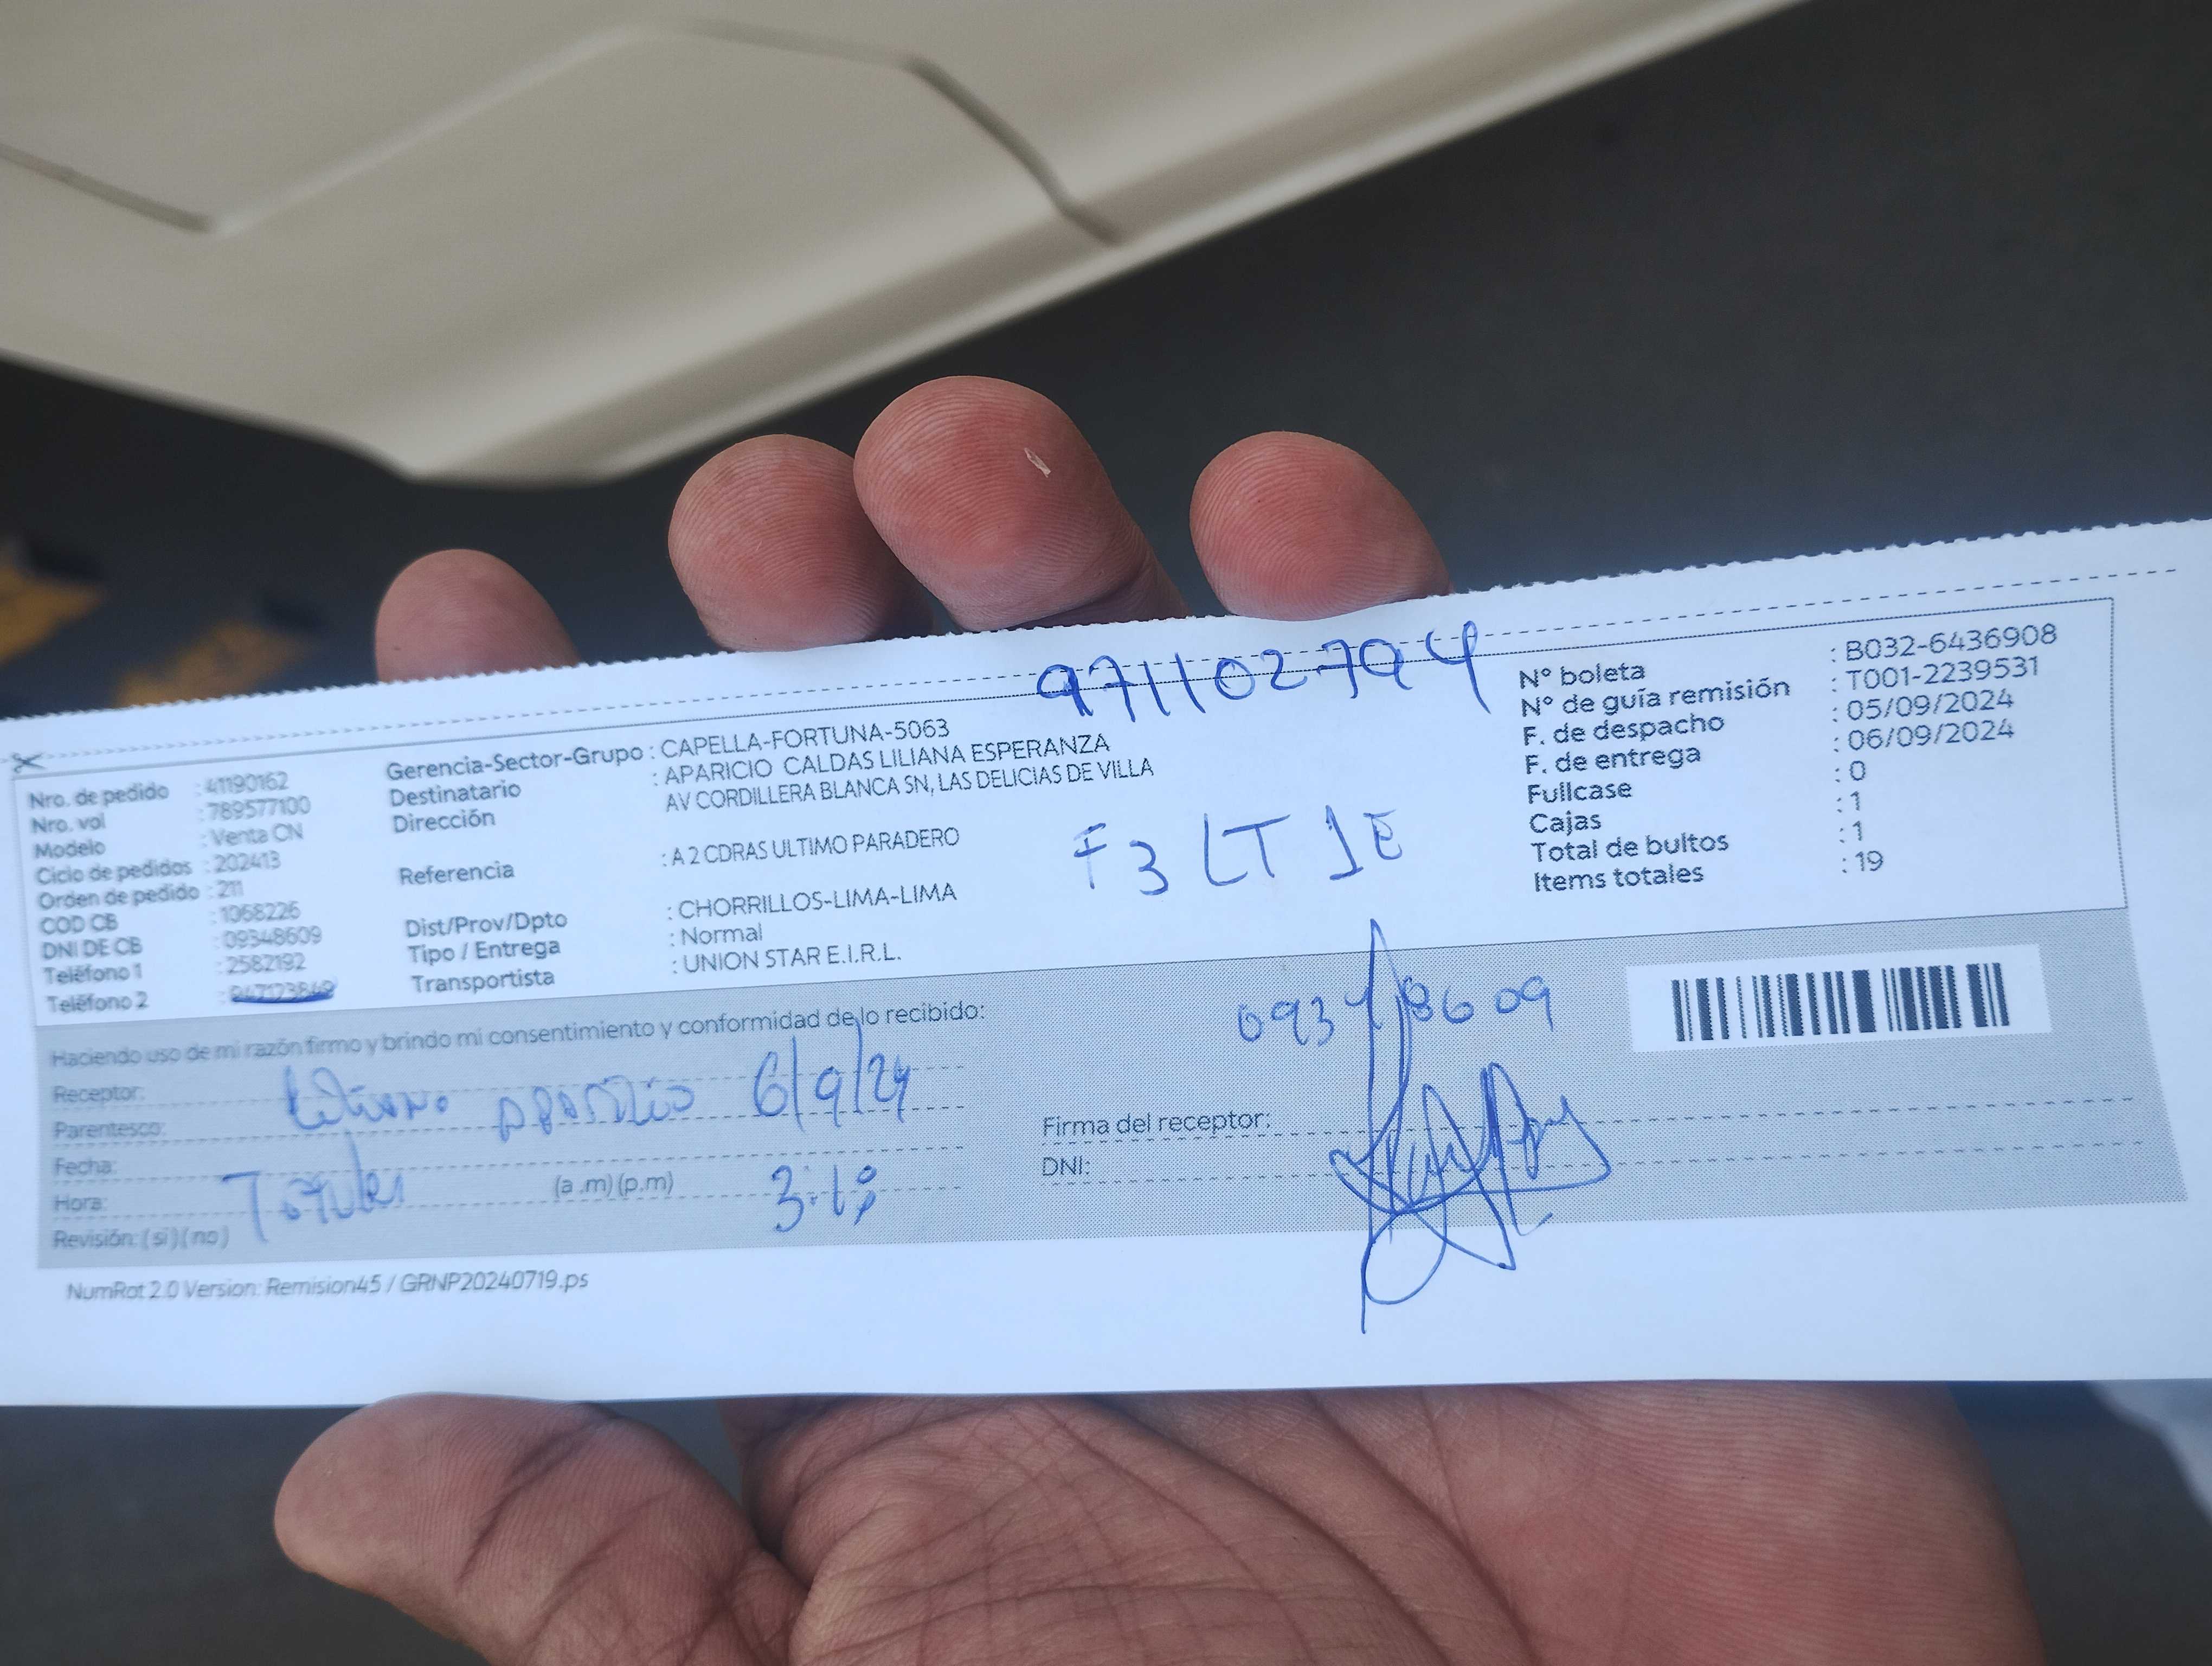 971102794
Nro. de pedido : 41190162
Nro. vol : 789577100
Modelo : Venta CN
Ciclo de pedidos : 202413
Orden de pedido : 211
COD CB : 1068226
DNI DE CB : 09348609
Teléfono 1 : 2582192
Teléfono 2 : 947123849
Gerencia-Sector-Grupo : CAPELLA-FORTUNA-5063
Destinatario : APARICIO CALDAS LILIANA ESPERANZA
Dirección AV CORDILLERA BLANCA SN, LAS DELICIAS DE VILLA
Referencia : A 2 CDRAS ULTIMO PARADERO
Dist/Prov/Dpto : CHORRILLOS-LIMA-LIMA
Tipo / Entrega : Normal
Transportista : UNION STAR E.I.R.L.
F3 LT 1E
N° boleta : B032-6436908
N° de guía remisión : T001-2239531
F. de despacho : 05/09/2024
F. de entrega : 06/09/2024
Fullcase : 0
Cajas : 1
Total de bultos : 1
Items totales : 19
Haciendo uso de mi razón firmo y brindo mi consentimiento y conformidad de lo recibido:
Receptor: Liliana Aparicio 6/9/24
Parentesco:
Fecha:
Hora: Titular (a.m)(p.m)
Revisión:(si)(no)
09348609
Firma del receptor:
DNI:
NumRot 2.0 Version: Remision45 / GRNP20240719.ps